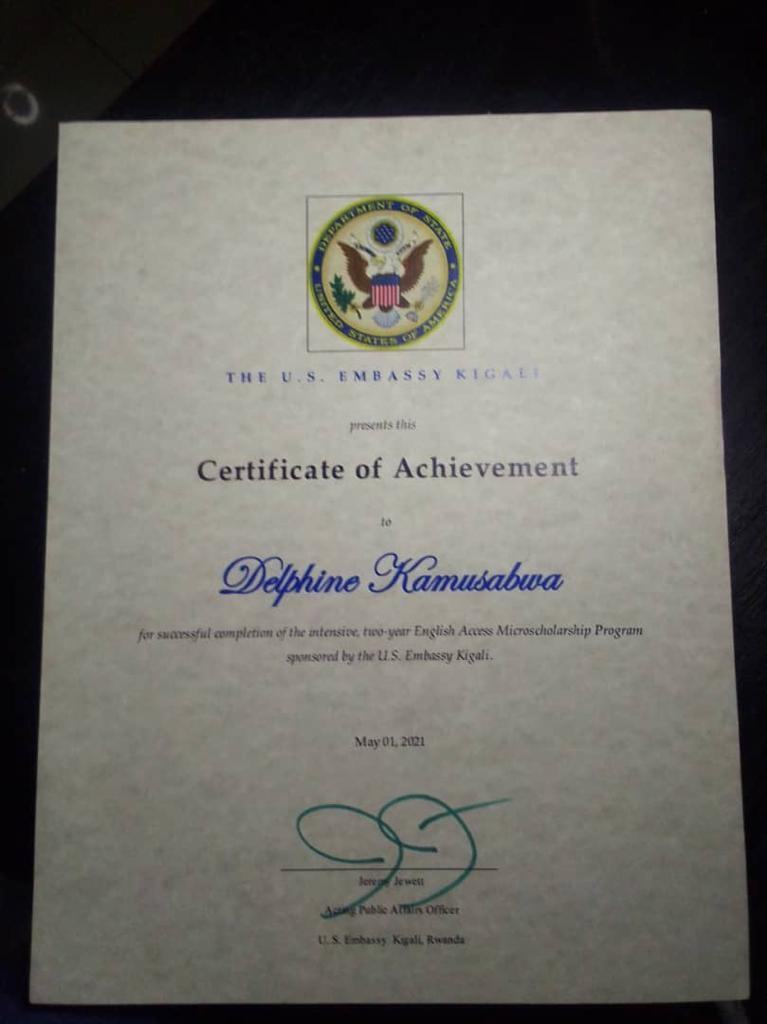 DEPARTMENT OF STATE
UNITED STATES OF AMERICA
THE U.S. EMBASSY KIGALI
presents this
Certificate of Achievement
to
Delphine Kamusabwa
for successful completion of the intensive, two-year English Access Microscholarship Program
sponsored by the U.S. Embassy Kigali.
May 01, 2021
Jeremy Jewett
Acting Public Affairs Officer
U. S. Embassy Kigali, Rwanda